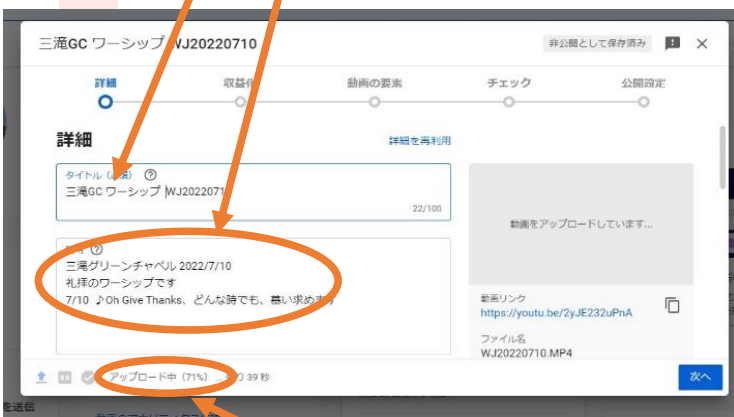 三滝GC ワーシップ WJ20220710
非公開として保存済み
詳細
収益化
動画の要素
チェック
公開設定
詳細
詳細を再利用
タイトル（必須）
三滝GC ワーシップ WJ2022071
22/100
動画をアップロードしています...
三滝グリーンチャペル 2022/7/10
礼拝のワーシップです
7/10 ♪Oh Give Thanks、どんな時でも、慕い求めます
動画リンク
https://youtu.be/2yJE232uPnA
ファイル名
WJ20220710.MP4
アップロード中（71%）... り 39 秒
次へ
を送信